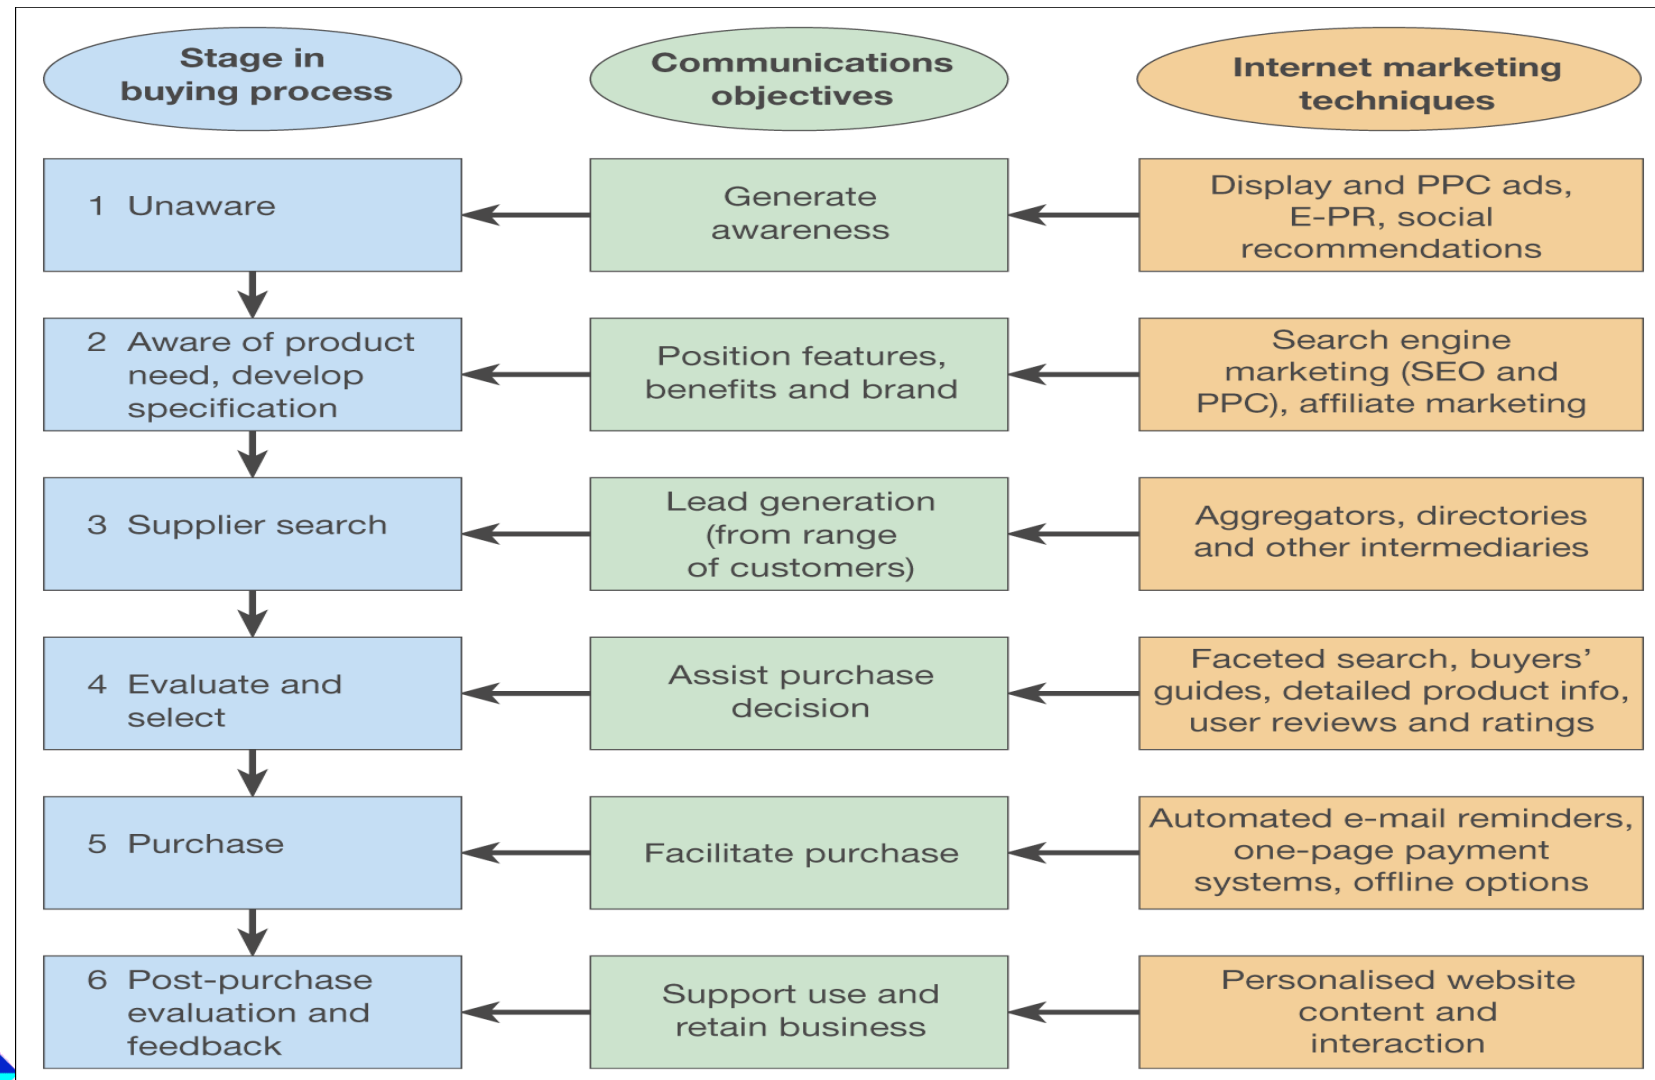 Stage in
buying process
Communications
objectives
Internet marketing
techniques
1 Unaware
Generate
awareness
Display and PPC ads,
E-PR, social
recommendations
2 Aware of product
need, develop
specification
Position features,
benefits and brand
Search engine
marketing (SEO and
PPC), affiliate marketing
3 Supplier search
Lead generation
(from range
of customers)
Aggregators, directories
and other intermediaries
4 Evaluate and
select
Assist purchase
decision
Faceted search, buyers’
guides, detailed product info,
user reviews and ratings
5 Purchase
Facilitate purchase
Automated e-mail reminders,
one-page payment
systems, offline options
6 Post-purchase
evaluation and
feedback
Support use and
retain business
Personalised website
content and
interaction